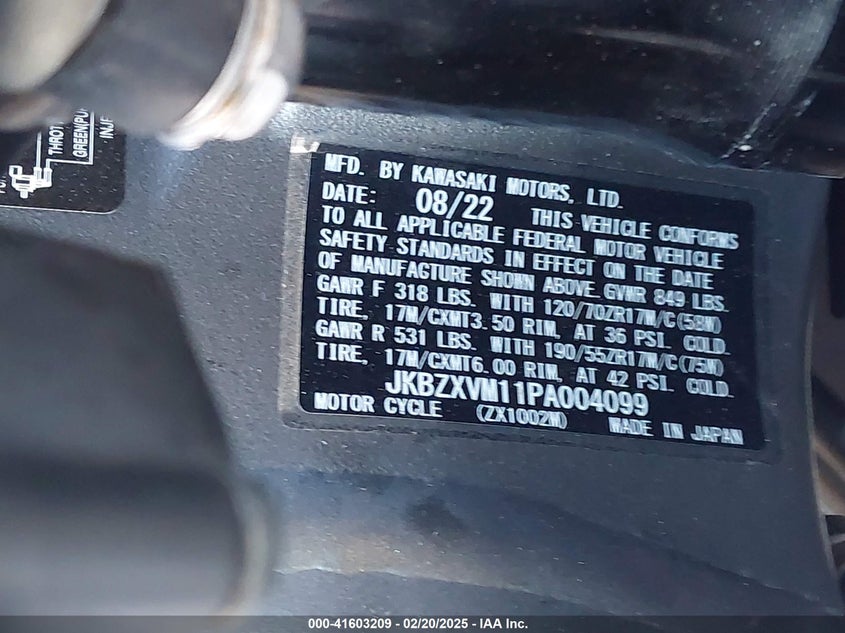 THROT
GREEN(PU
INJE
MFD. BY KAWASAKI MOTORS, LTD.
DATE: 08/22 THIS VEHICLE CONFORMS
TO ALL APPLICABLE FEDERAL MOTOR VEHICLE
SAFETY STANDARDS IN EFFECT ON THE DATE
OF MANUFACTURE SHOWN ABOVE. GVWR 849 LBS.
GAWR F 318 LBS. WITH 120/70ZR17M/C(58W)
TIRE, 17M/CXMT3.50 RIM, AT 36 PSI. COLD.
GAWR R 531 LBS. WITH 190/55ZR17M/C(75W)
TIRE, 17M/CXMT6.00 RIM, AT 42 PSI. COLD.
JKBZXVM11PA004099
MOTOR CYCLE (ZX1002M) MADE IN JAPAN
000-41603209 - 02/20/2025 - IAA Inc.